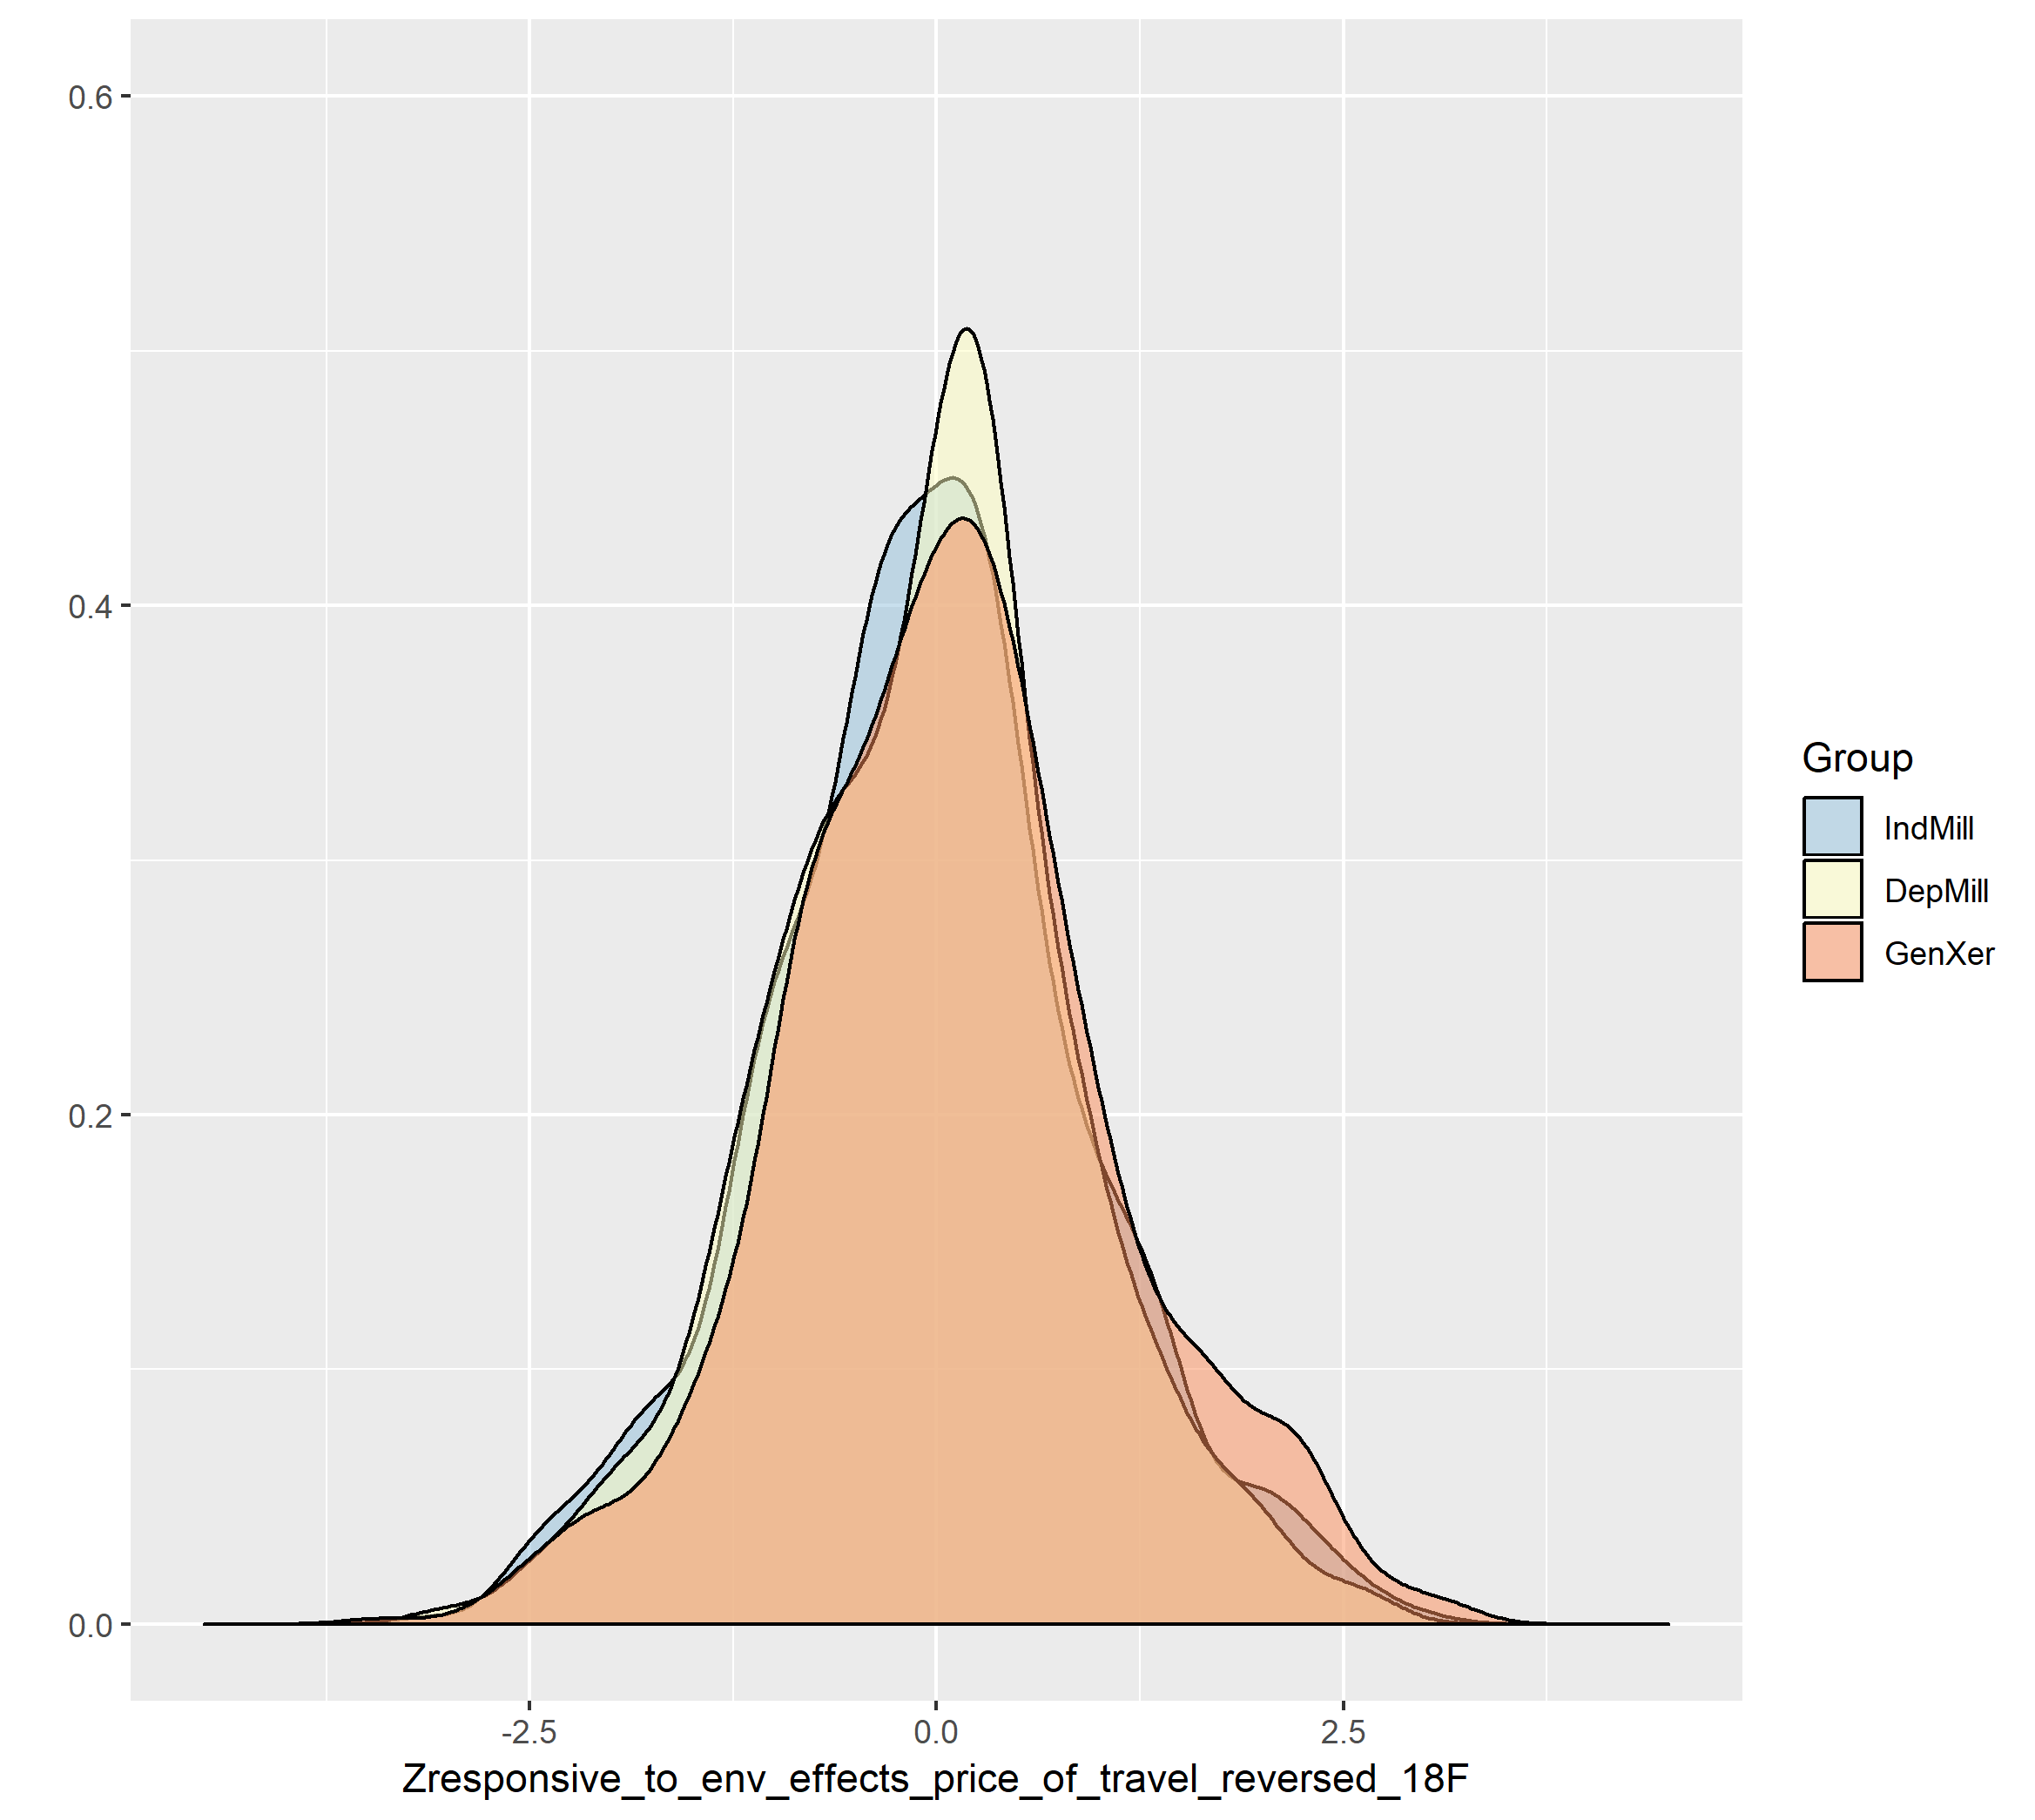 0.6
0.4
0.2
0.0
-2.5
0.0
2.5
Zresponsive_to_env_effects_price_of_travel_reversed_18F
Group
IndMill
DepMill
GenXer